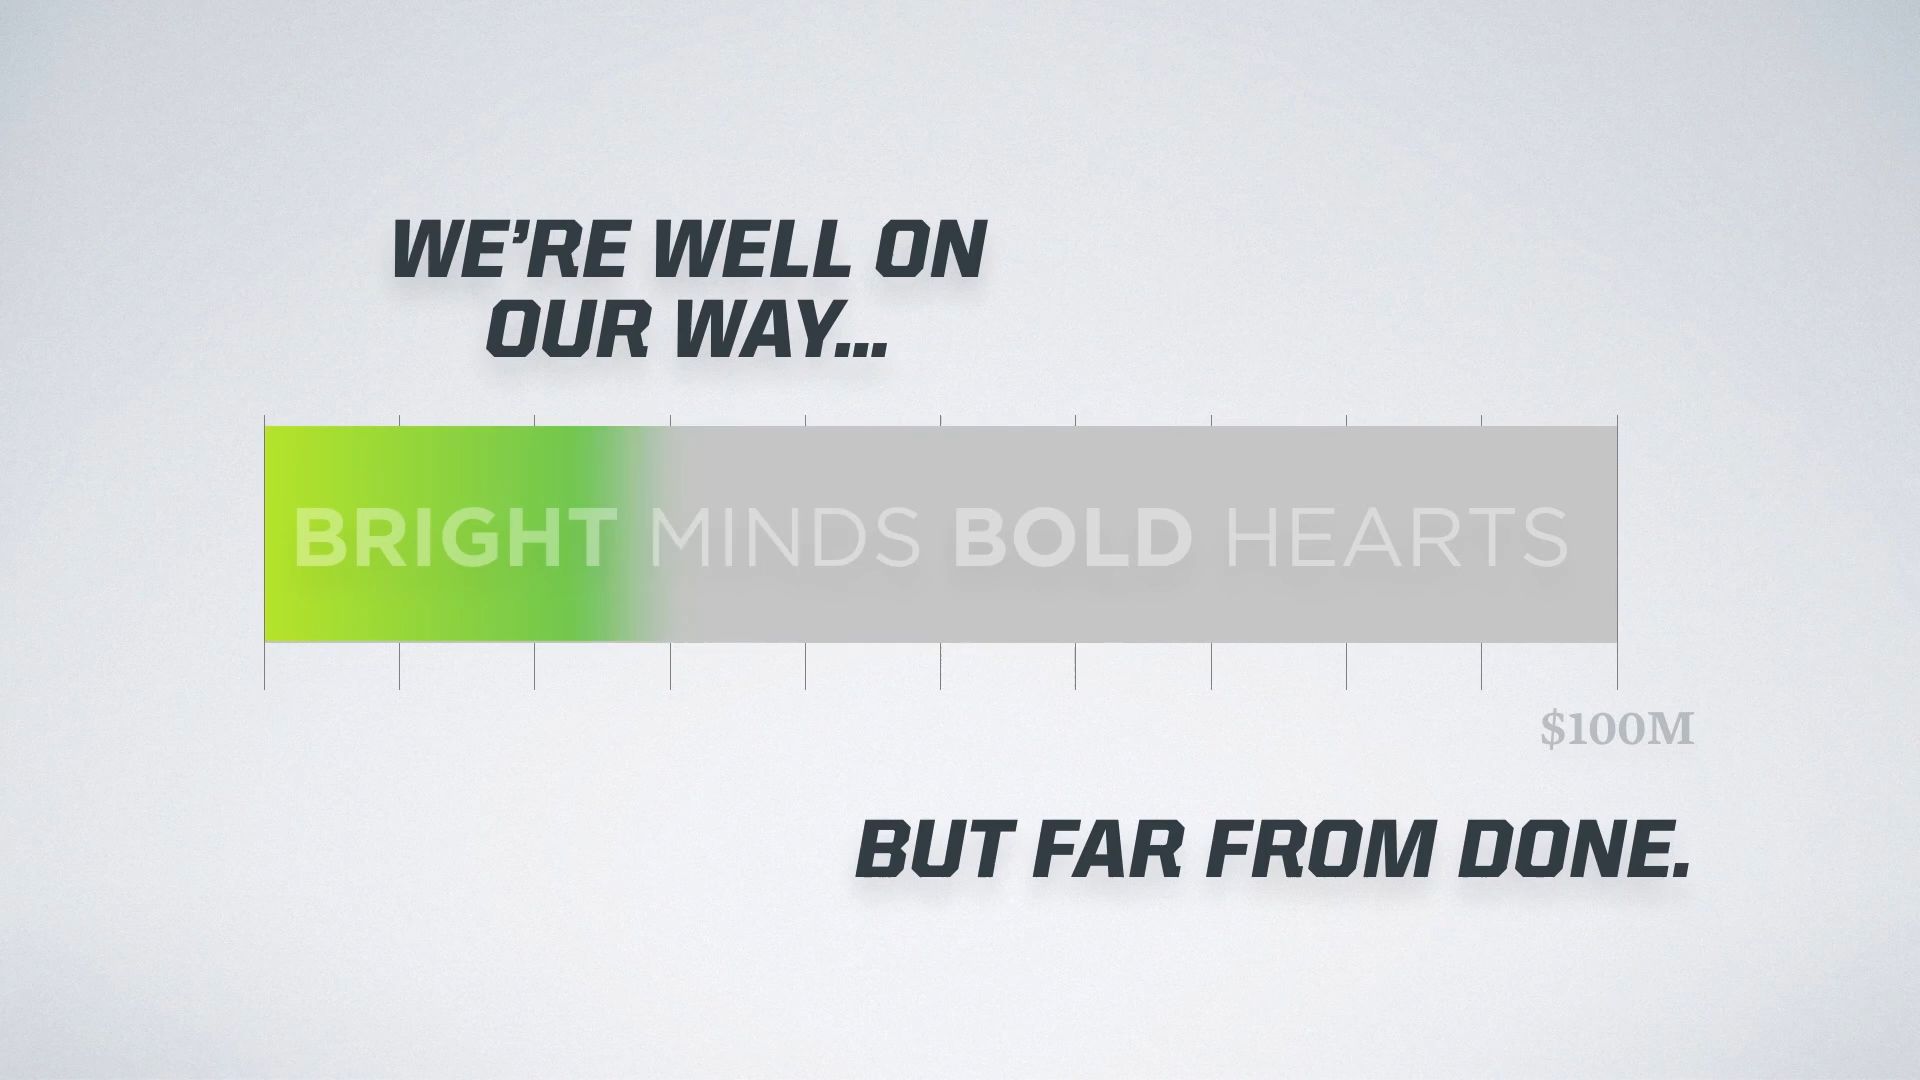 WE’RE WELL ON
OUR WAY...
BRIGHT MINDS BOLD HEARTS
$100M
BUT FAR FROM DONE.